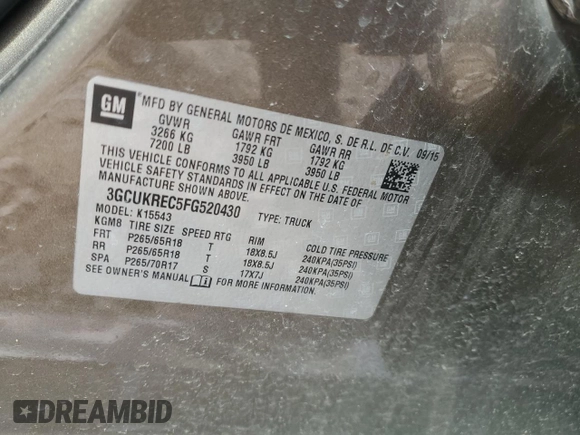 GM
MFD BY GENERAL MOTORS DE MEXICO, S. DE R.L. DE C.V. 09/15
GVWR GAWR FRT GAWR RR
3266 KG 1792 KG 1792 KG
7200 LB 3950 LB 3950 LB
THIS VEHICLE CONFORMS TO ALL APPLICABLE U.S. FEDERAL MOTOR
VEHICLE SAFETY STANDARDS IN EFFECT ON THE DATE OF
MANUFACTURE SHOWN ABOVE.
3GCUKREC5FG520430 TYPE: TRUCK
MODEL: K15543
KGM8 TIRE SIZE SPEED RTG RIM COLD TIRE PRESSURE
FRT P265/65R18 T 18X8.5J 240KPA(35PSI)
RR P265/65R18 T 18X8.5J 240KPA(35PSI)
SPA P265/70R17 S 17X7J 240KPA(35PSI)
SEE OWNER'S MANUAL FOR MORE INFORMATION.
DREAMBID